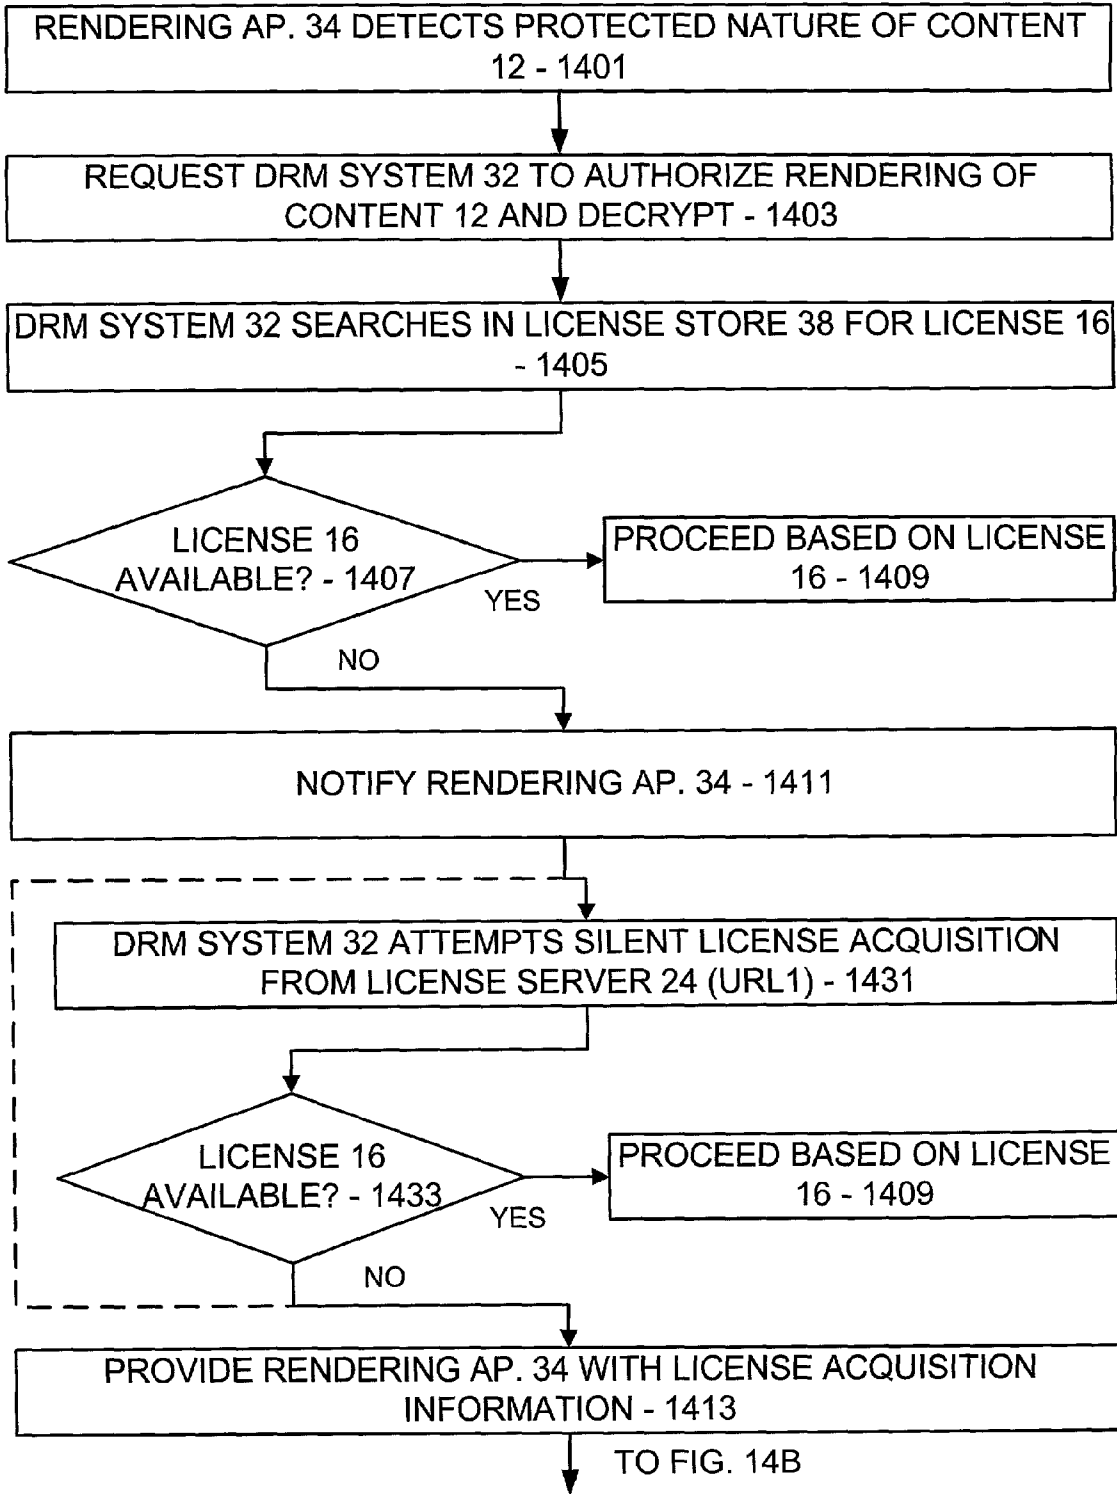 RENDERING AP. 34 DETECTS PROTECTED NATURE OF CONTENT
12 - 1401
REQUEST DRM SYSTEM 32 TO AUTHORIZE RENDERING OF
CONTENT 12 AND DECRYPT - 1403
DRM SYSTEM 32 SEARCHES IN LICENSE STORE 38 FOR LICENSE 16
- 1405
LICENSE 16
AVAILABLE? - 1407
YES
PROCEED BASED ON LICENSE
16 - 1409
NO
NOTIFY RENDERING AP. 34 - 1411
DRM SYSTEM 32 ATTEMPTS SILENT LICENSE ACQUISITION
FROM LICENSE SERVER 24 (URL1) - 1431
LICENSE 16
AVAILABLE? - 1433
YES
PROCEED BASED ON LICENSE
16 - 1409
NO
PROVIDE RENDERING AP. 34 WITH LICENSE ACQUISITION
INFORMATION - 1413
TO FIG. 14B